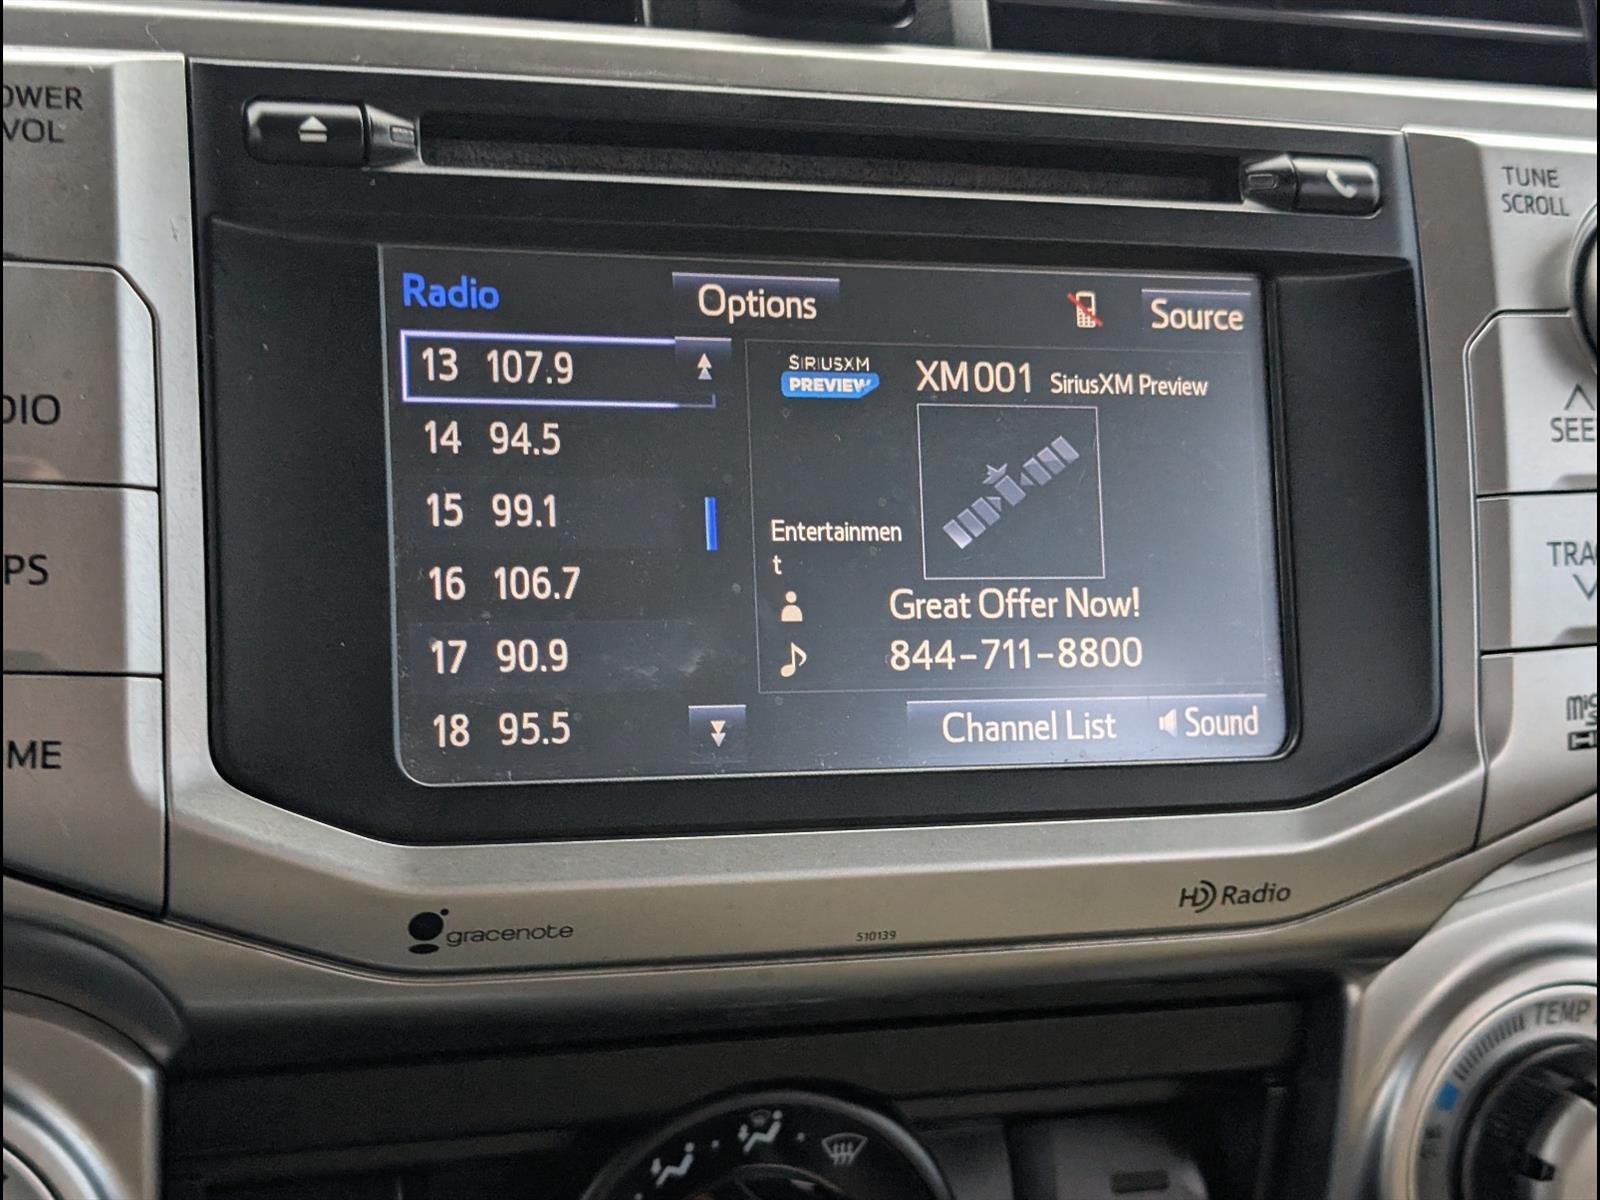 OWER
VOL
TUNE
SCROLL
Radio
Options
Source
13 107.9
14 94.5
15 99.1
16 106.7
17 90.9
18 95.5
SIRIUSXM
PREVIEW
XM001 SiriusXM Preview
Entertainmen
t
Great Offer Now!
844-711-8800
Channel List
Sound
DIO
PS
ME
SEE
TRA
gracenote
510139
HD Radio
TEMP